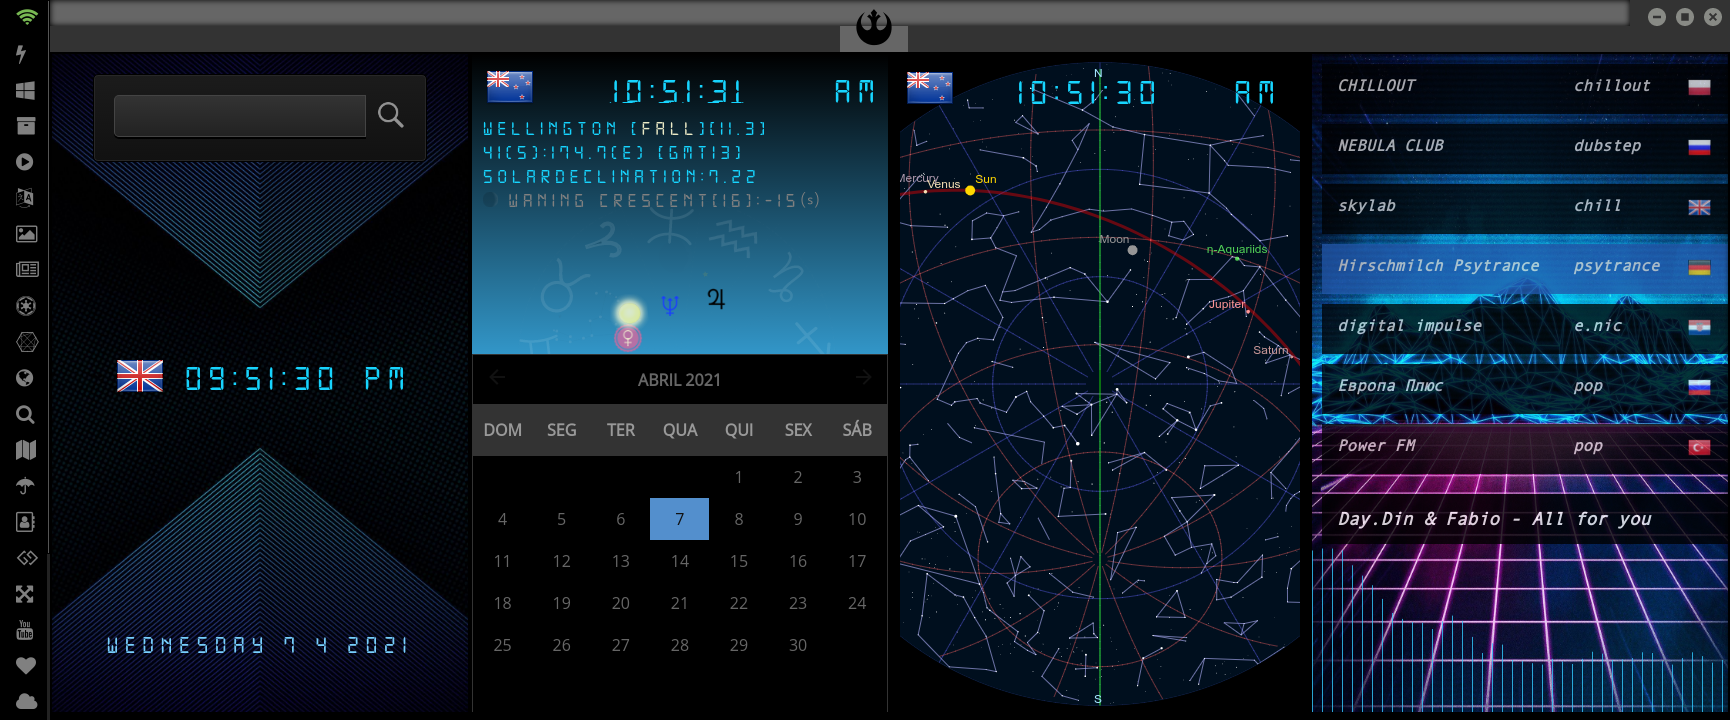 09:51:30 PM
WEDNESDAY 7 4 2021
10:51:31 AM
WELLINGTON [FALL][11.3]
41(S):174.7(E) [GMT13]
SOLARDECLINATION:7.22
WANING CRESCENT[16]:-15(s)
ABRIL 2021
DOM SEG TER QUA QUI SEX SÁB
1 2 3
4 5 6 7 8 9 10
11 12 13 14 15 16 17
18 19 20 21 22 23 24
25 26 27 28 29 30
N
10:51:30 AM
Mercury
Venus
Sun
Moon
η-Aquariids
Jupiter
Saturn
S
CHILLOUT chillout
NEBULA CLUB dubstep
skylab chill
Hirschmilch Psytrance psytrance
digital impulse e.nic
Европа Плюс pop
Power FM pop
Day.Din & Fabio - All for you
You
Tube